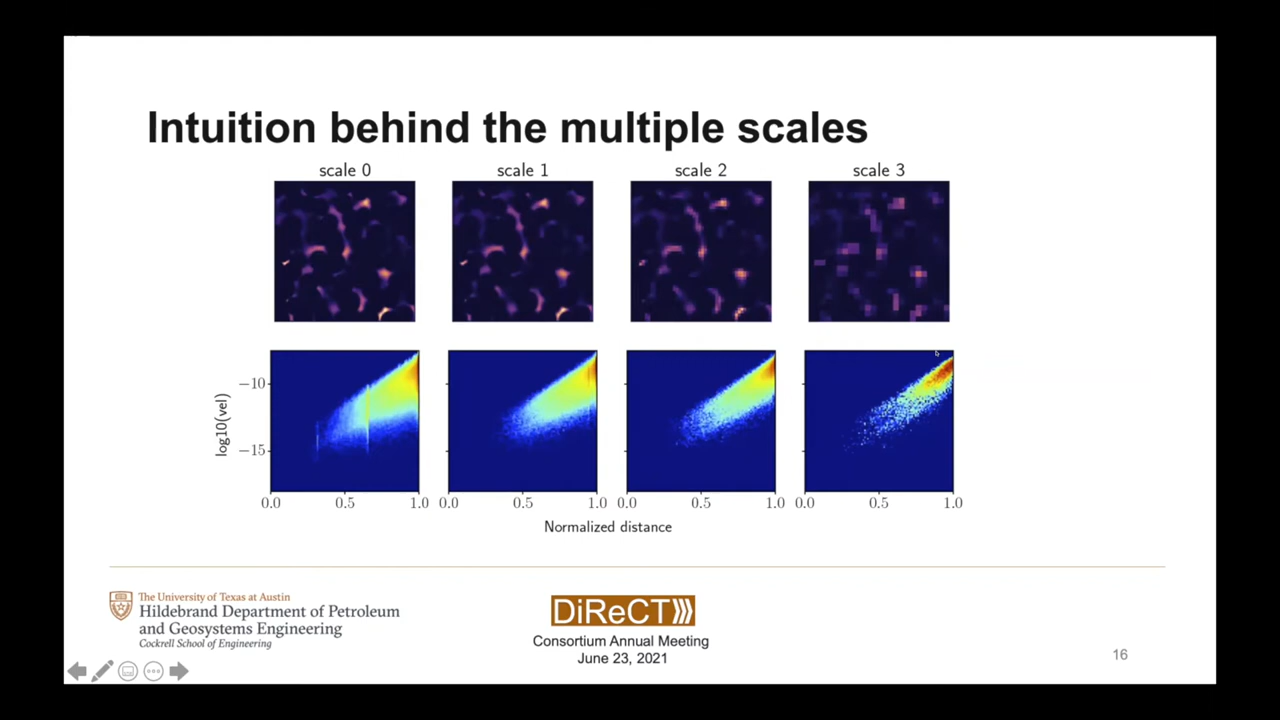 Intuition behind the multiple scales
scale 0 scale 1 scale 2 scale 3
log10(vel)
−10
−15
0.0 0.5 1.0 0.0 0.5 1.0 0.0 0.5 1.0 0.0 0.5 1.0
Normalized distance
The University of Texas at Austin
Hildebrand Department of Petroleum
and Geosystems Engineering
Cockrell School of Engineering
DiReCT
Consortium Annual Meeting
June 23, 2021
16